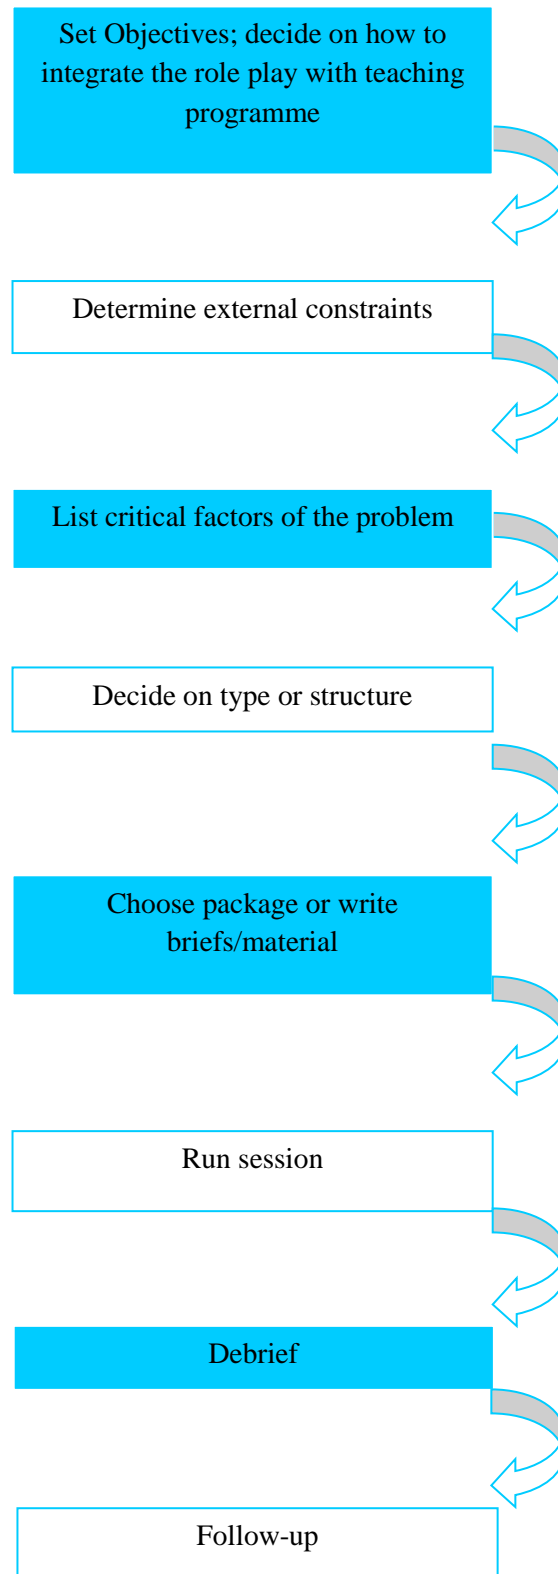 Set Objectives; decide on how to
integrate the role play with teaching
programme
Determine external constraints
List critical factors of the problem
Decide on type or structure
Choose package or write
briefs/material
Run session
Debrief
Follow-up